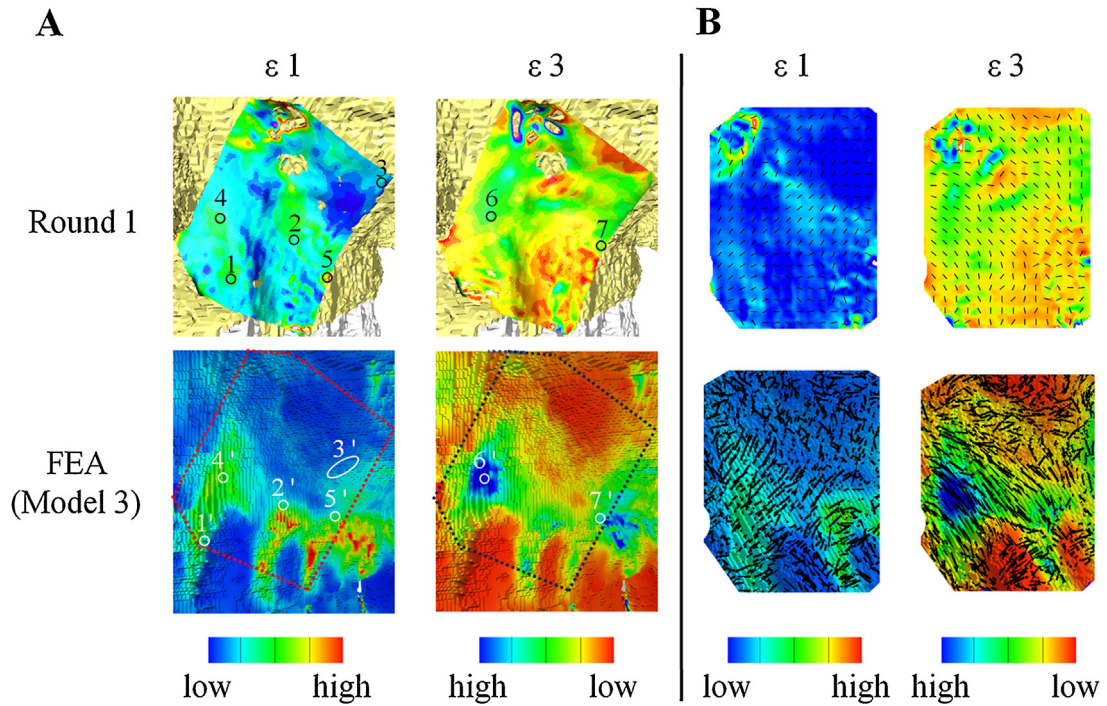 A
B
ε 1
ε 3
ε 1
ε 3
Round 1
4
2
3
1
5
6
7
FEA
(Model 3)
4'
3'
2'
5'
1'
6'
7'
low high
high low
low high
high low